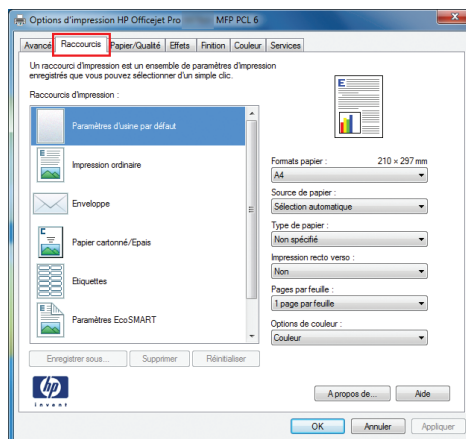 Options d'impression HP Officejet Pro MFP PCL 6
Avancé Raccourcis Papier/Qualité Effets Finition Couleur Services
Un raccourci d'impression est un ensemble de paramètres d'impression
enregistrés que vous pouvez sélectionner d'un simple clic.
Raccourcis d'impression :
Paramètres d'usine par défaut
Impression ordinaire
Enveloppe
Papier cartonné/Epais
Etiquettes
Paramètres EcoSMART
Enregistrer sous... Supprimer Réinitialiser
Formats papier : 210 × 297 mm
A4
Source de papier :
Sélection automatique
Type de papier :
Non spécifié
Impression recto verso :
Non
Pages par feuille :
1 page par feuille
Options de couleur :
Couleur
hp
invent
A propos de... Aide
OK Annuler Appliquer